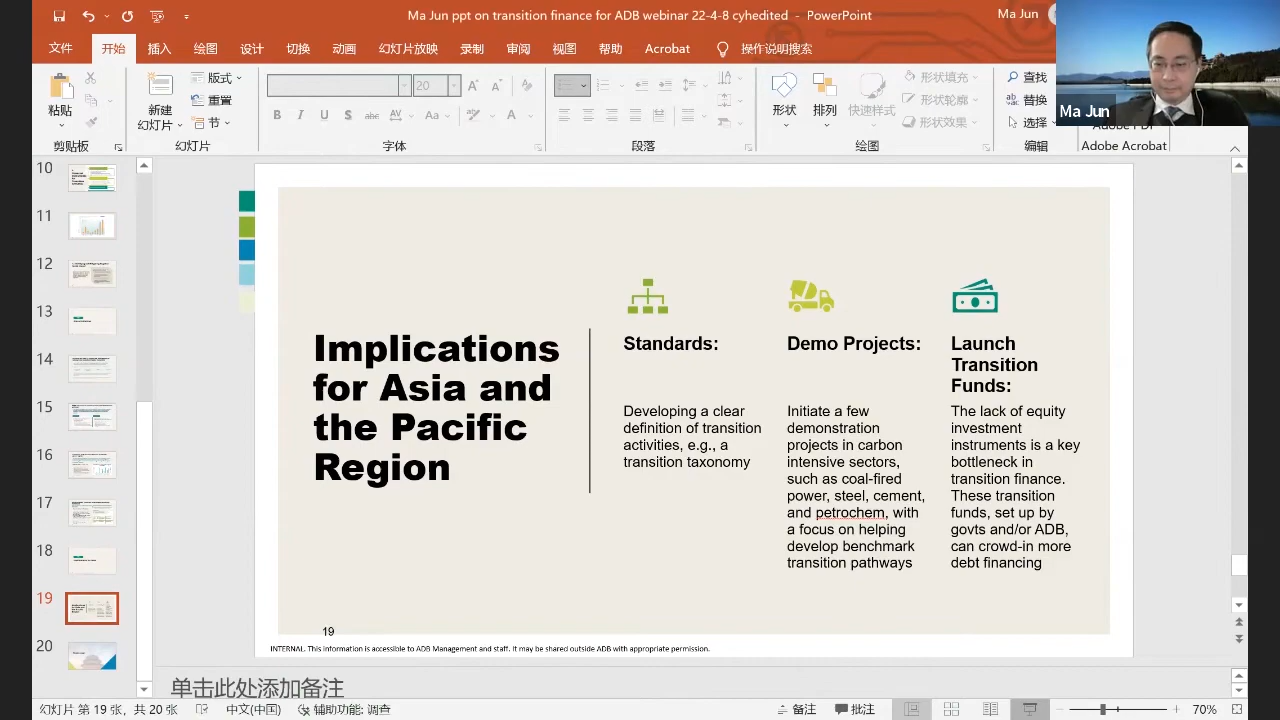 Ma Jun ppt on transition finance for ADB webinar 22-4-8 cyhedited - PowerPoint
Ma Jun
文件 开始 插入 绘图 设计 切换 动画 幻灯片放映 录制 审阅 视图 帮助 Acrobat 操作说明搜索
粘贴
剪贴板
新建
幻灯片
版式
重置
节
幻灯片
20
B I U S abc AV Aa A
字体
段落
形状
排列
快速样式
形状填充
形状轮廓
形状效果
绘图
查找
替换
选择
编辑
Adobe Acrobat
Ma Jun
10
11
12
13
14
15
16
17
18
19
20
Implications
for Asia and
the Pacific
Region
Standards:
Developing a clear
definition of transition
activities, e.g., a
transition taxonomy
Demo Projects:
Initiate a few
demonstration
projects in carbon
intensive sectors,
such as coal-fired
power, steel, cement,
and petrochem, with
a focus on helping
develop benchmark
transition pathways
Launch
Transition
Funds:
The lack of equity
investment
instruments is a key
bottleneck in
transition finance.
These transition
funds, set up by
govts and/or ADB,
can crowd-in more
debt financing
19
INTERNAL. This information is accessible to ADB Management and staff. It may be shared outside ADB with appropriate permission.
单击此处添加备注
幻灯片 第 19 张，共 20 张 中文(中国) 辅助功能: 调查 备注 批注 70%